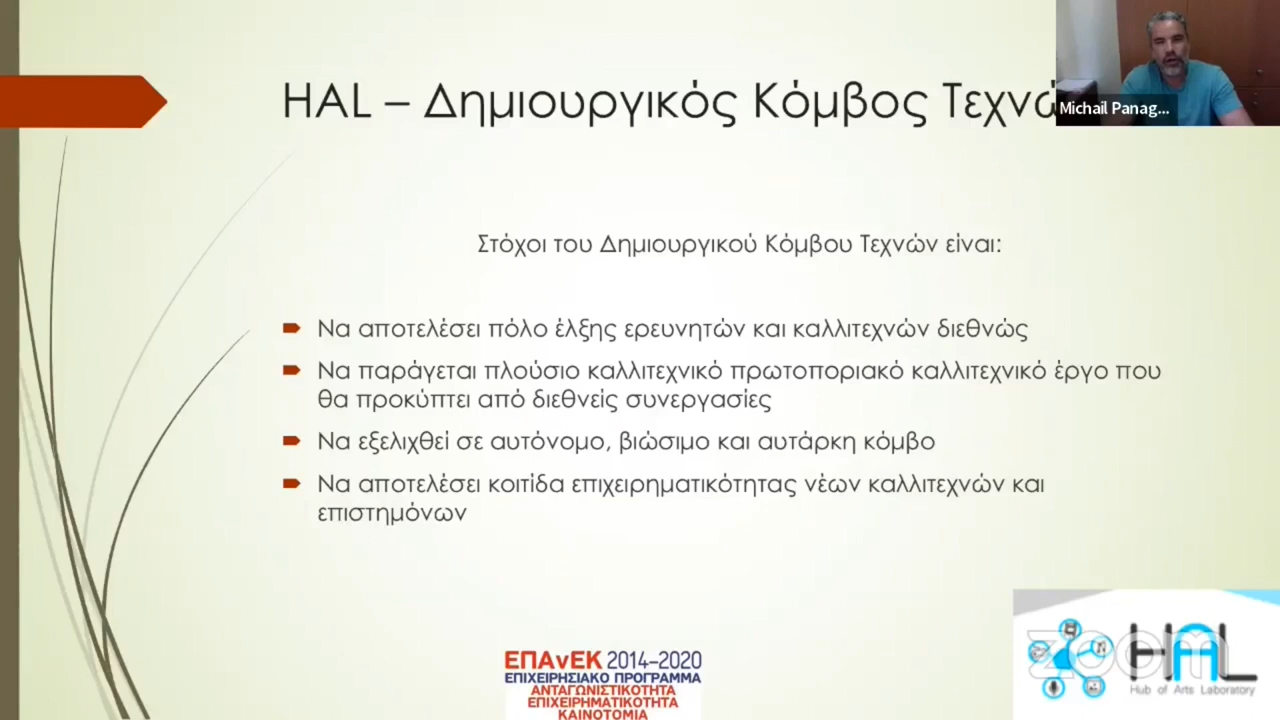 HAL – Δημιουργικός Κόμβος Τεχνώ
Michail Panag...
Στόχοι του Δημιουργικού Κόμβου Τεχνών είναι:
Να αποτελέσει πόλο έλξης ερευνητών και καλλιτεχνών διεθνώς
Να παράγεται πλούσιο καλλιτεχνικό πρωτοποριακό καλλιτεχνικό έργο που
θα προκύπτει από διεθνείς συνεργασίες
Να εξελιχθεί σε αυτόνομο, βιώσιμο και αυτάρκη κόμβο
Να αποτελέσει κοιτίδα επιχειρηματικότητας νέων καλλιτεχνών και
επιστημόνων
ΕΠΑνΕΚ 2014–2020
ΕΠΙΧΕΙΡΗΣΙΑΚΟ ΠΡΟΓΡΑΜΜΑ
ΑΝΤΑΓΩΝΙΣΤΙΚΟΤΗΤΑ
ΕΠΙΧΕΙΡΗΜΑΤΙΚΟΤΗΤΑ
ΚΑΙΝΟΤΟΜΙΑ
HAL
zoom
Hub of Arts Laboratory